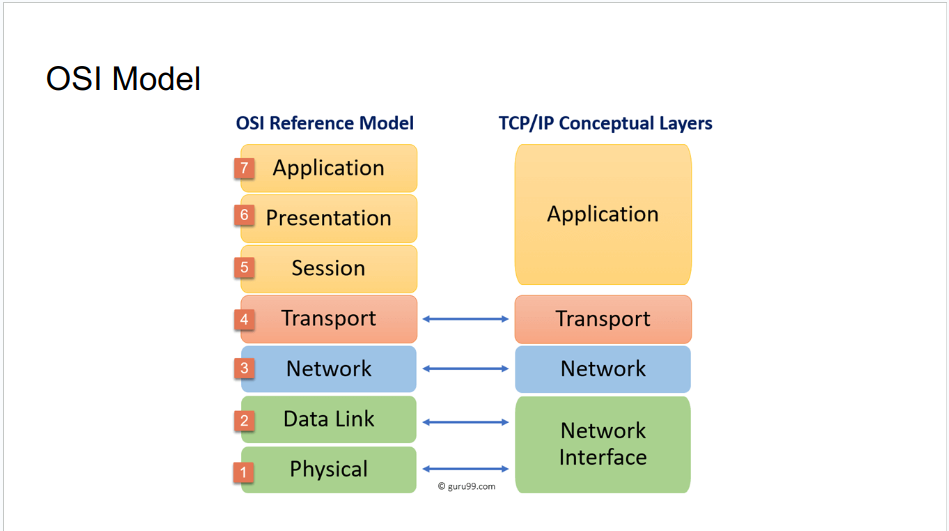 OSI Model
OSI Reference Model
TCP/IP Conceptual Layers
7 Application
6 Presentation
5 Session
Application
4 Transport
Transport
3 Network
Network
2 Data Link
1 Physical
Network
Interface
© guru99.com